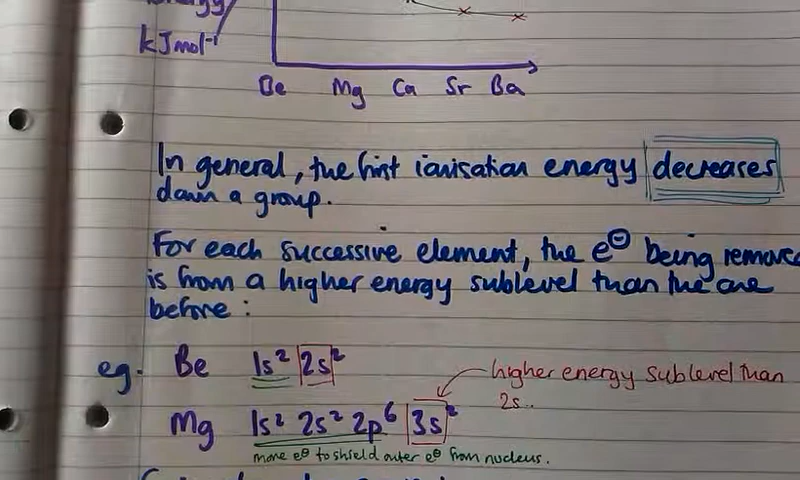 kJmol⁻¹
Be Mg Ca Sr Ba
In general, the first ionisation energy decreases
down a group.
For each successive element, the e⊖ being remove
is from a higher energy sublevel than the one
before:
eg. Be 1s² 2s²
higher energy sublevel than
2s.
Mg 1s² 2s² 2p⁶ 3s²
more e⊖ to shield outer e⊖ from nucleus.